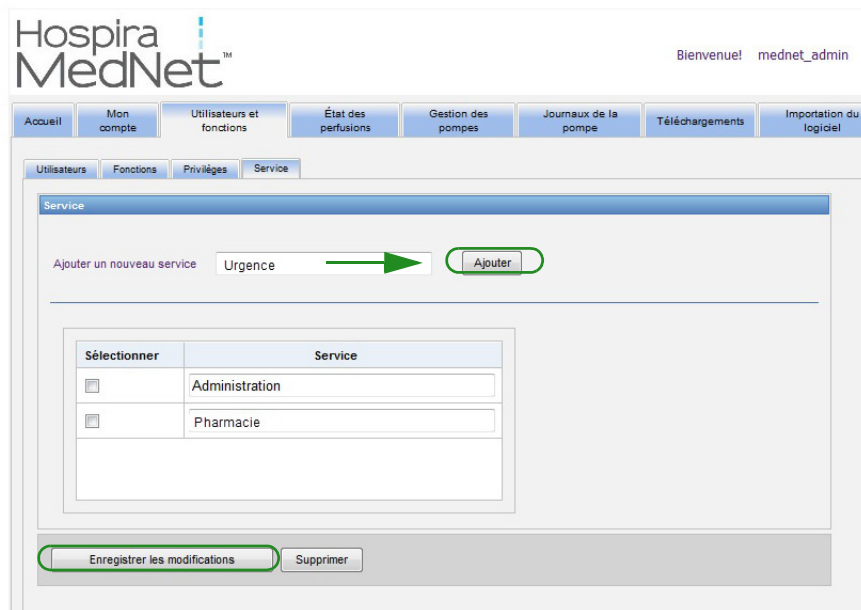 Hospira
MedNet™
Bienvenue! mednet_admin
Accueil
Mon
compte
Utilisateurs et
fonctions
État des
perfusions
Gestion des
pompes
Journaux de la
pompe
Téléchargements
Importation du
logiciel
Utilisateurs
Fonctions
Privilèges
Service
Service
Ajouter un nouveau service
Urgence
Ajouter
Sélectionner
Service
Administration
Pharmacie
Enregistrer les modifications
Supprimer